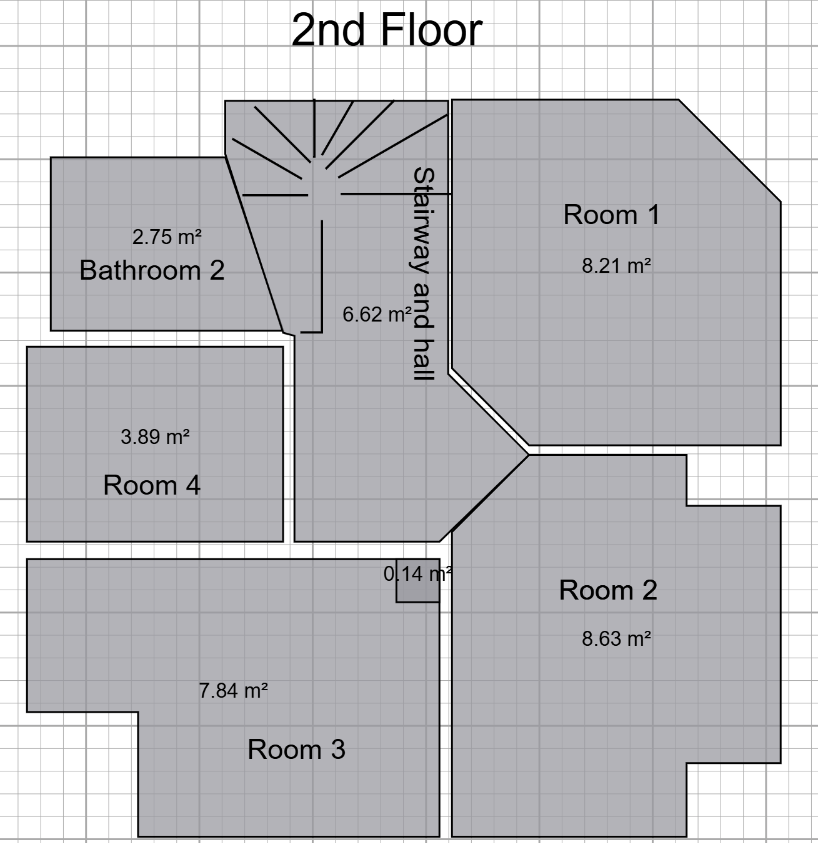 2nd Floor
2.75 m²
Bathroom 2
Stairway and hall
6.62 m²
Room 1
8.21 m²
3.89 m²
Room 4
0.14 m²
Room 2
8.63 m²
7.84 m²
Room 3